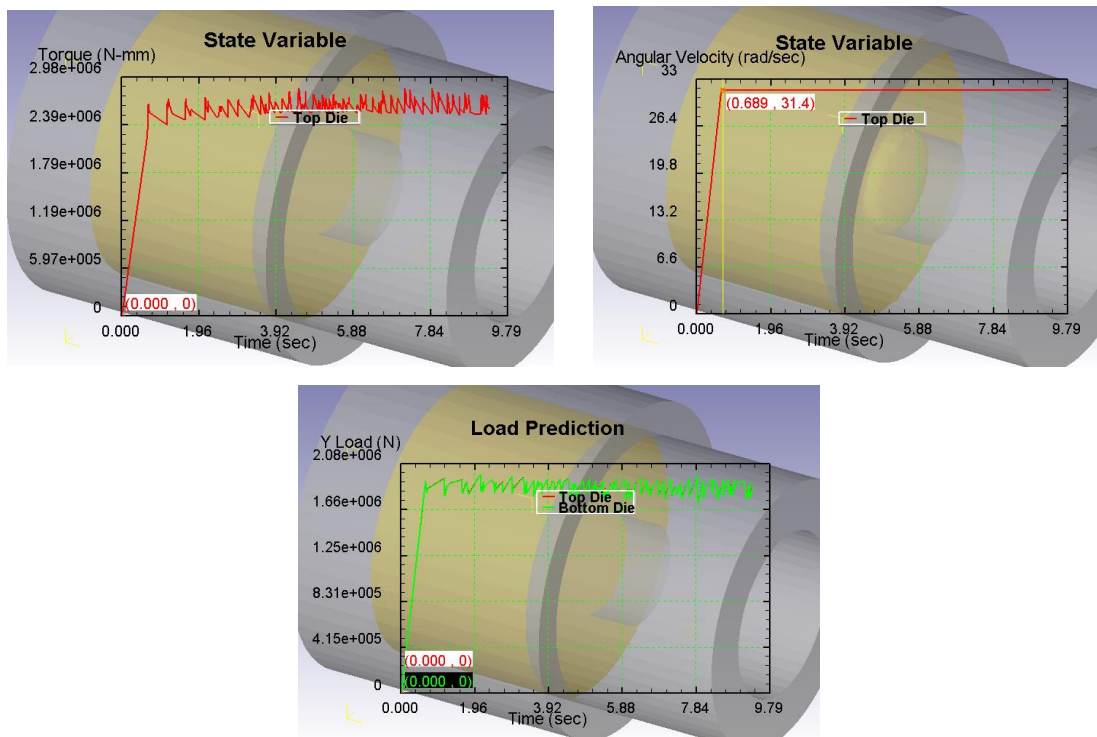 State Variable
Torque (N-mm)
2.98e+006
2.39e+006
1.79e+006
1.19e+006
5.97e+005
0
Top Die
(0.000 , 0)
0.000 1.96 3.92 5.88 7.84 9.79
Time (sec)
State Variable
Angular Velocity (rad/sec)
33
26.4
19.8
13.2
6.6
0
(0.689 , 31.4)
Top Die
0.000 1.96 3.92 5.88 7.84 9.79
Time (sec)
Load Prediction
Y Load (N)
2.08e+006
1.66e+006
1.25e+006
8.31e+005
4.15e+005
0
Top Die
Bottom Die
(0.000 , 0)
(0.000 , 0)
0.000 1.96 3.92 5.88 7.84 9.79
Time (sec)